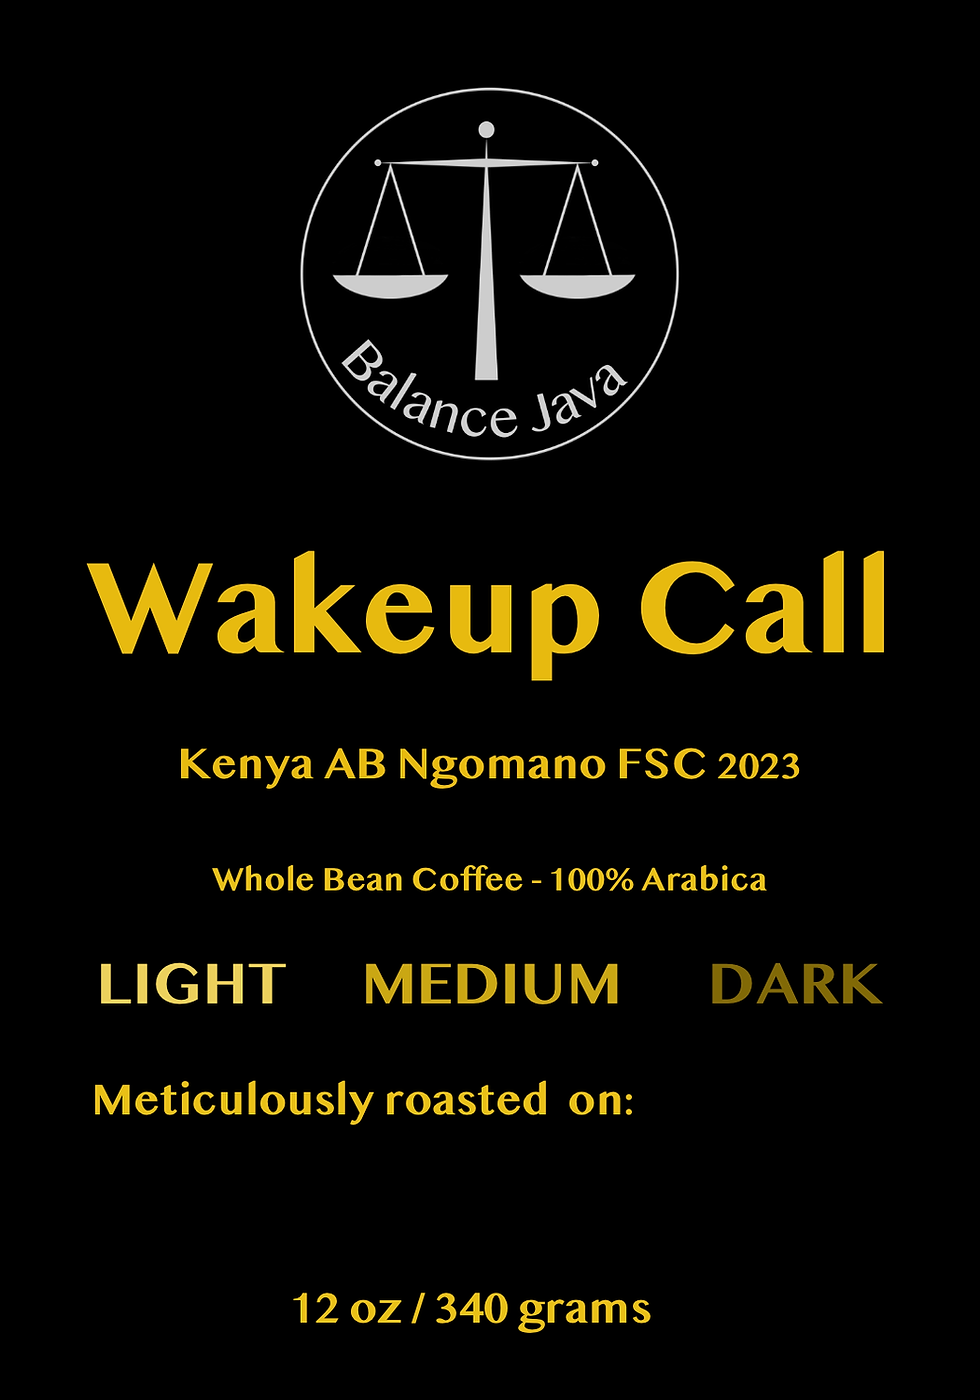 Balance Java
Wakeup Call
Kenya AB Ngomano FSC 2023
Whole Bean Coffee - 100% Arabica
LIGHT MEDIUM DARK
Meticulously roasted on:
12 oz / 340 grams